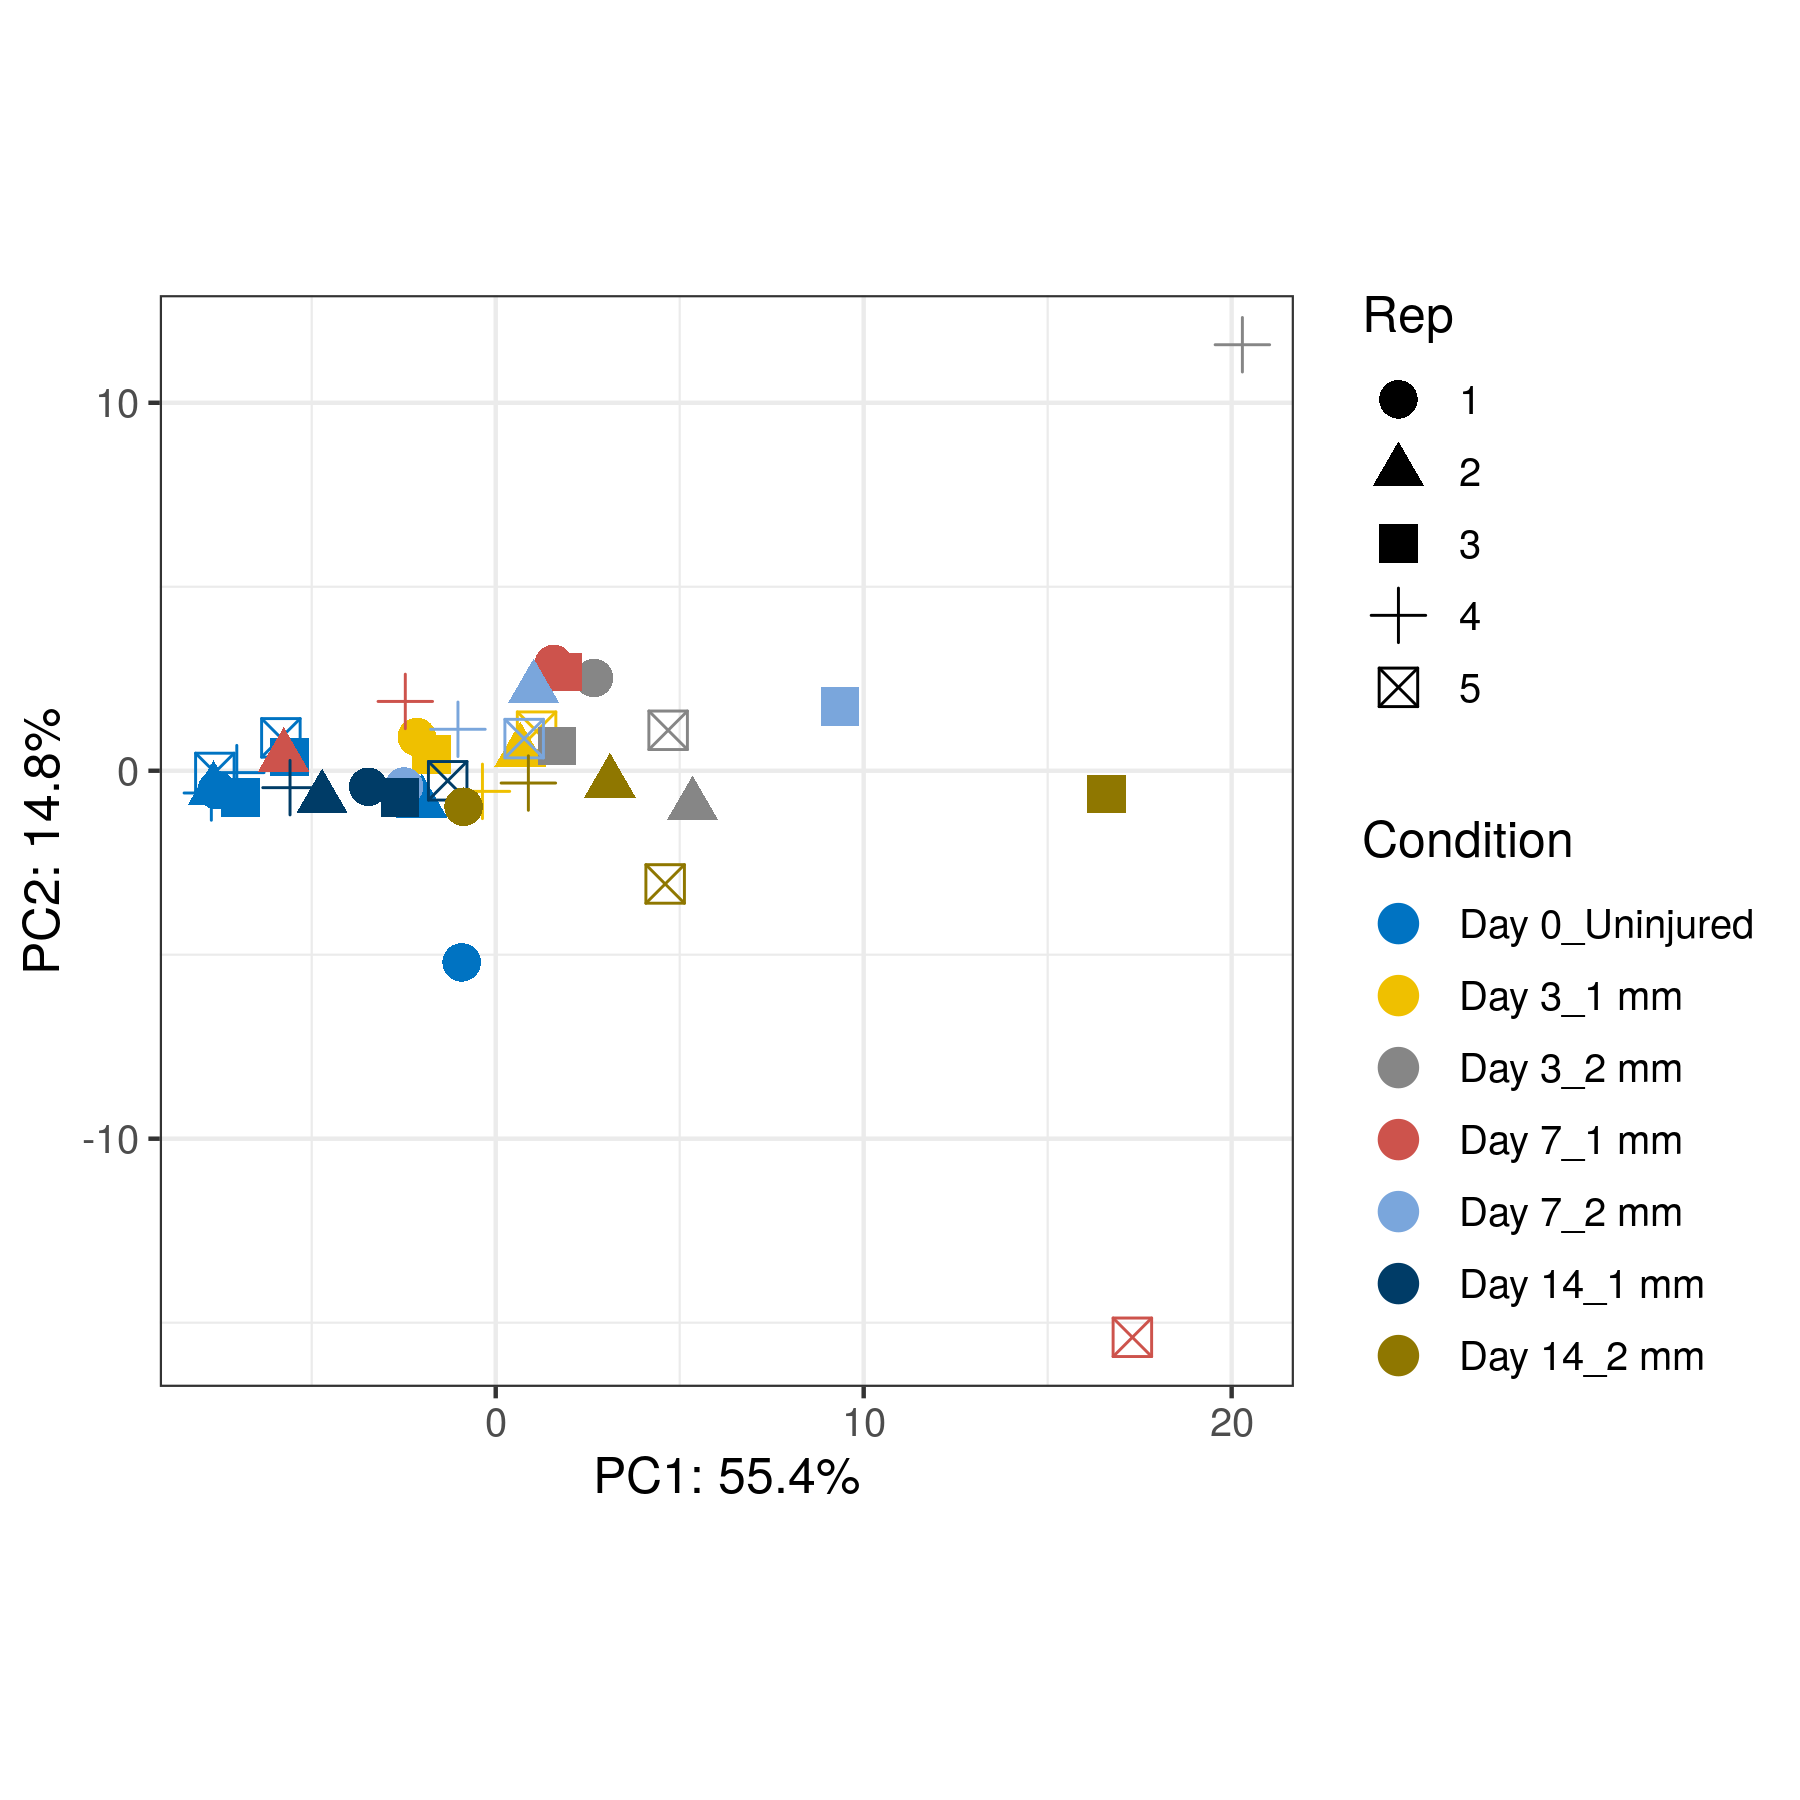 PC2: 14.8%
10
0
-10
0
10
20
PC1: 55.4%
Rep
1
2
3
4
5
Condition
Day 0_Uninjured
Day 3_1 mm
Day 3_2 mm
Day 7_1 mm
Day 7_2 mm
Day 14_1 mm
Day 14_2 mm